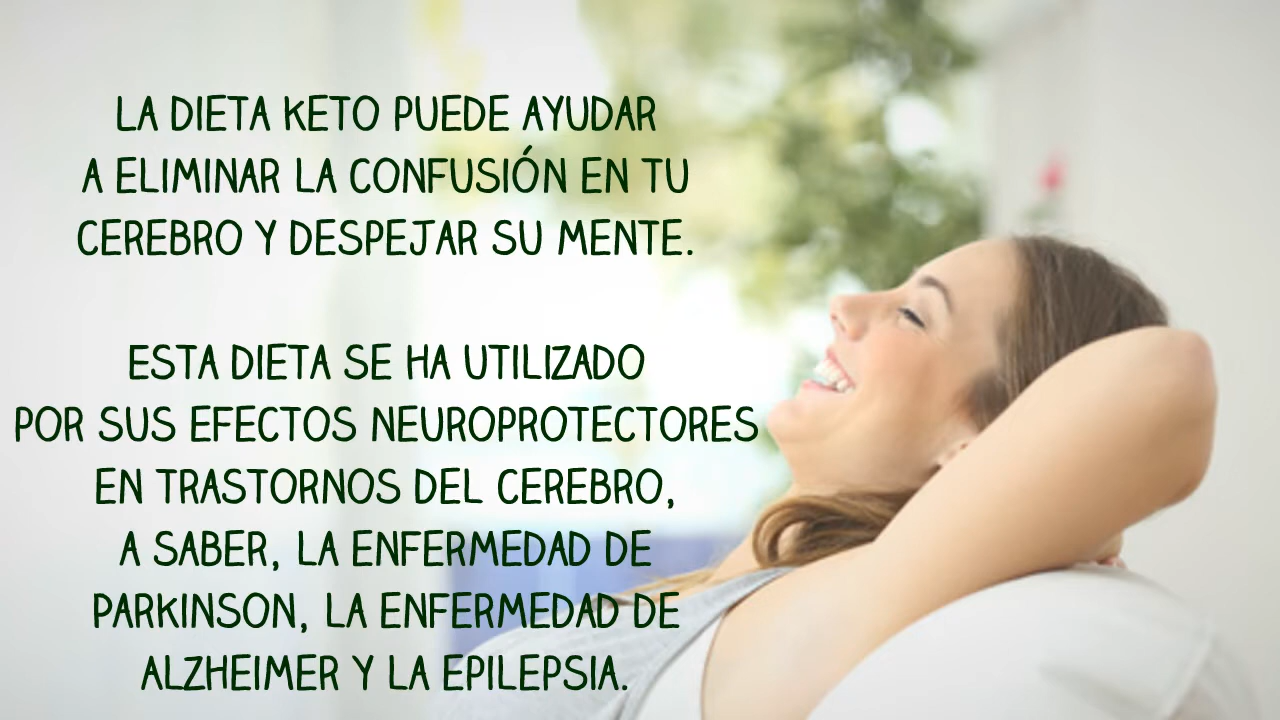 LA DIETA KETO PUEDE AYUDAR
A ELIMINAR LA CONFUSIÓN EN TU
CEREBRO Y DESPEJAR SU MENTE.
ESTA DIETA SE HA UTILIZADO
POR SUS EFECTOS NEUROPROTECTORES
EN TRASTORNOS DEL CEREBRO,
A SABER, LA ENFERMEDAD DE
PARKINSON, LA ENFERMEDAD DE
ALZHEIMER Y LA EPILEPSIA.